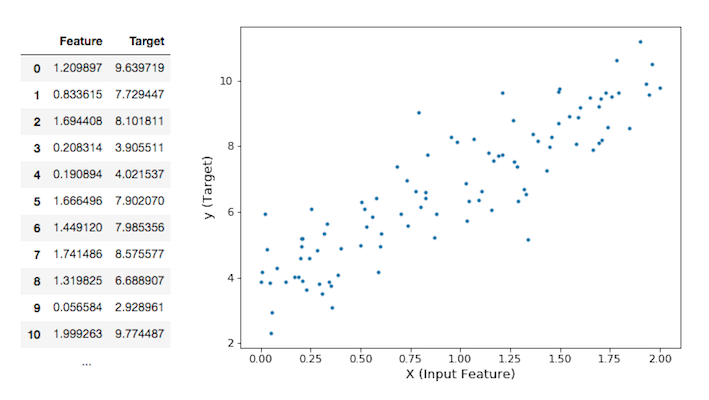 Feature Target
0 1.209897 9.639719
1 0.833615 7.729447
2 1.694408 8.101811
3 0.208314 3.905511
4 0.190894 4.021537
5 1.666496 7.902070
6 1.449120 7.985356
7 1.741486 8.575577
8 1.319825 6.688907
9 0.056584 2.928961
10 1.999263 9.774487
...
y (Target)
10
8
6
4
2
0.00 0.25 0.50 0.75 1.00 1.25 1.50 1.75 2.00
X (Input Feature)